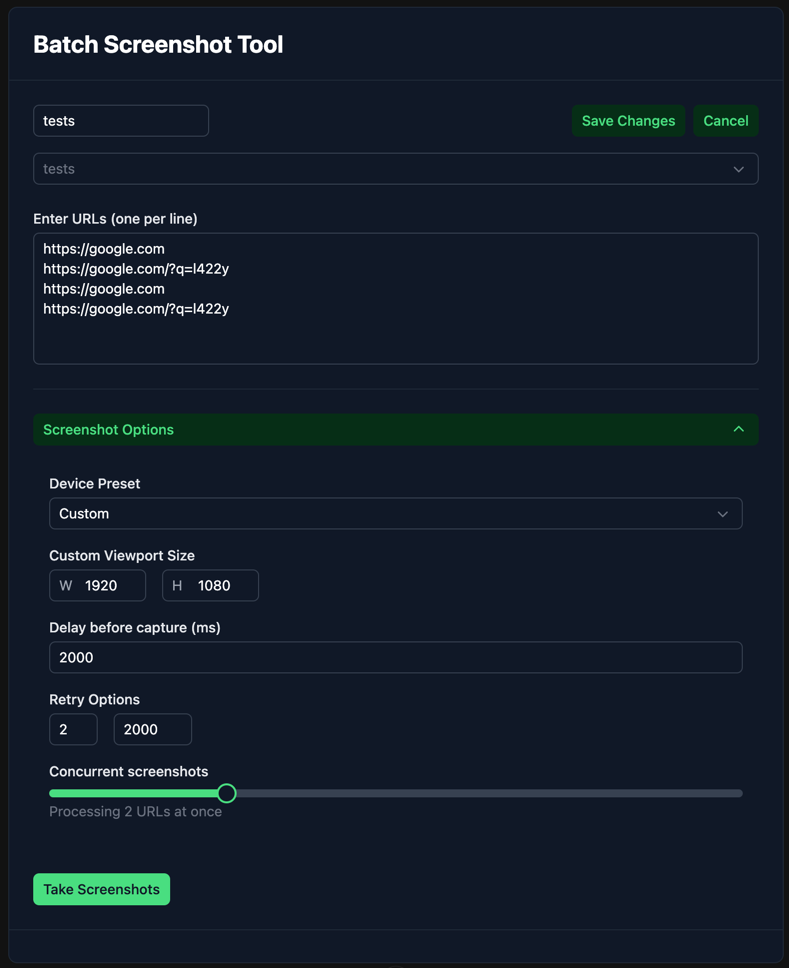 Batch Screenshot Tool
tests
Save Changes
Cancel
tests
Enter URLs (one per line)
https://google.com
https://google.com/?q=l422y
https://google.com
https://google.com/?q=l422y
Screenshot Options
Device Preset
Custom
Custom Viewport Size
W 1920
H 1080
Delay before capture (ms)
2000
Retry Options
2
2000
Concurrent screenshots
Processing 2 URLs at once
Take Screenshots